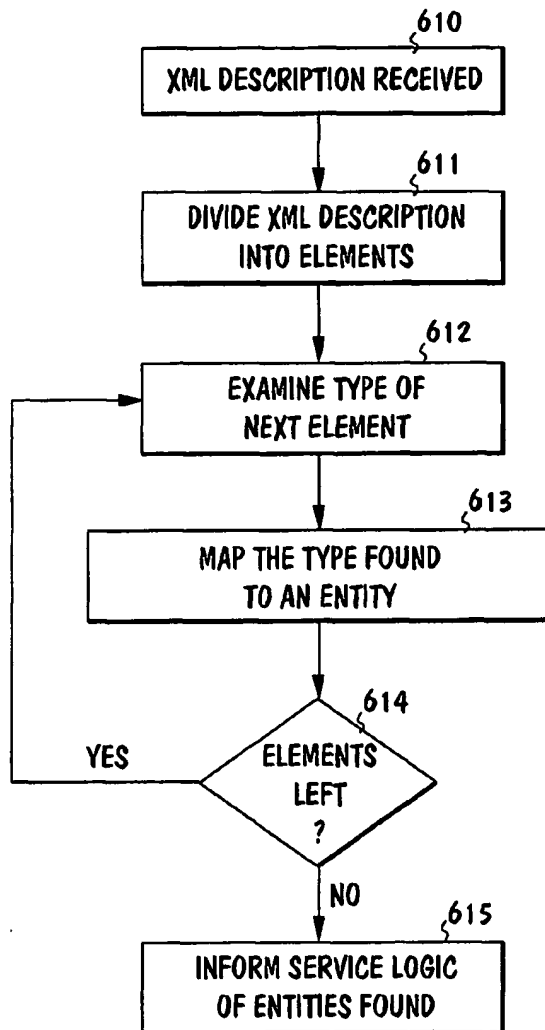 610
XML DESCRIPTION RECEIVED
611
DIVIDE XML DESCRIPTION
INTO ELEMENTS
612
EXAMINE TYPE OF
NEXT ELEMENT
613
MAP THE TYPE FOUND
TO AN ENTITY
614
YES
ELEMENTS
LEFT
?
NO
615
INFORM SERVICE LOGIC
OF ENTITIES FOUND